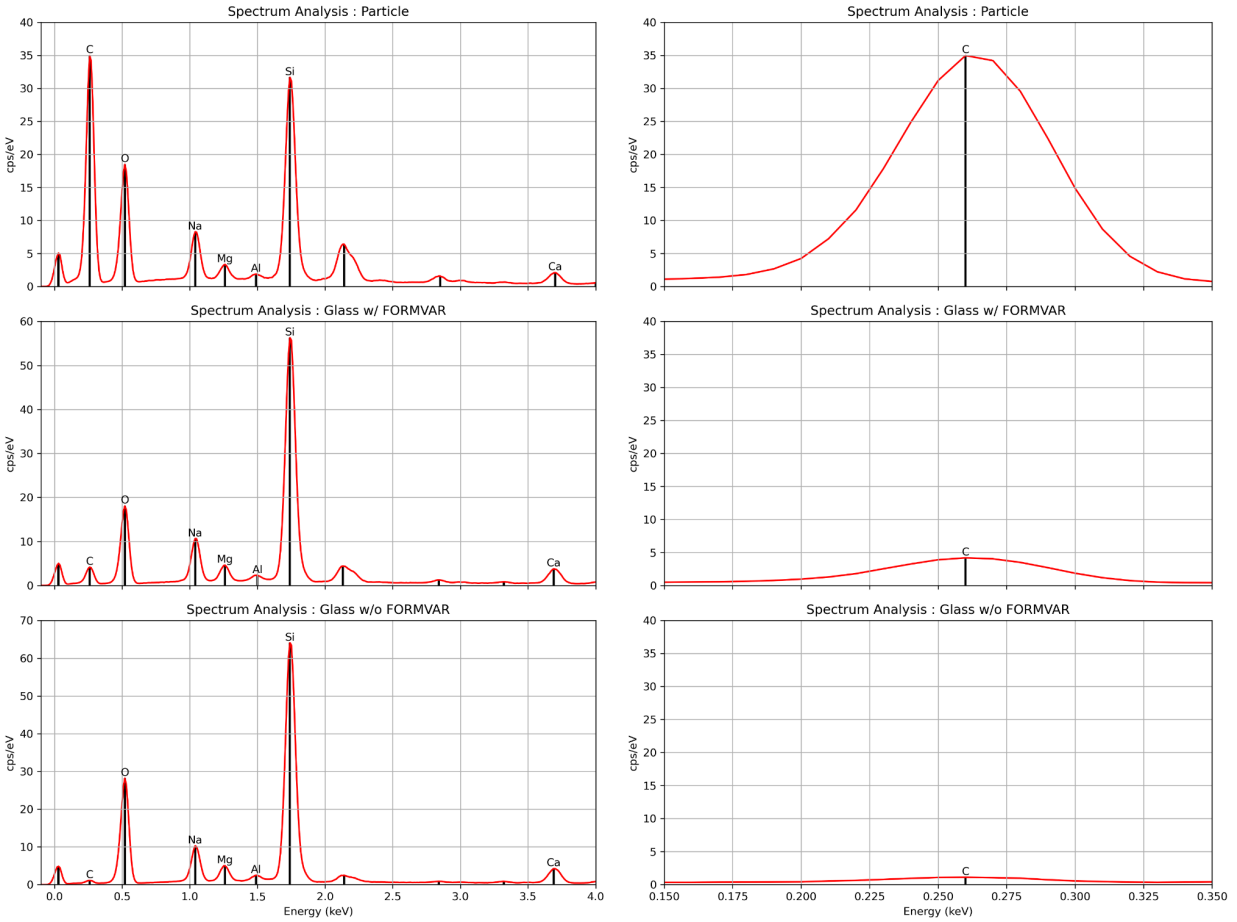 Spectrum Analysis : Particle
40
35
30
25
20
15
10
5
0
cps/eV
C
O
Na
Mg
Al
Si
Ca
Spectrum Analysis : Particle
40
35
30
25
20
15
10
5
0
cps/eV
C
Spectrum Analysis : Glass w/ FORMVAR
60
50
40
30
20
10
0
cps/eV
C
O
Na
Mg
Al
Si
Ca
Spectrum Analysis : Glass w/ FORMVAR
40
35
30
25
20
15
10
5
0
cps/eV
C
Spectrum Analysis : Glass w/o FORMVAR
70
60
50
40
30
20
10
0
cps/eV
C
O
Na
Mg
Al
Si
Ca
0.0 0.5 1.0 1.5 2.0 2.5 3.0 3.5 4.0
Energy (keV)
Spectrum Analysis : Glass w/o FORMVAR
40
35
30
25
20
15
10
5
0
cps/eV
C
0.150 0.175 0.200 0.225 0.250 0.275 0.300 0.325 0.350
Energy (keV)